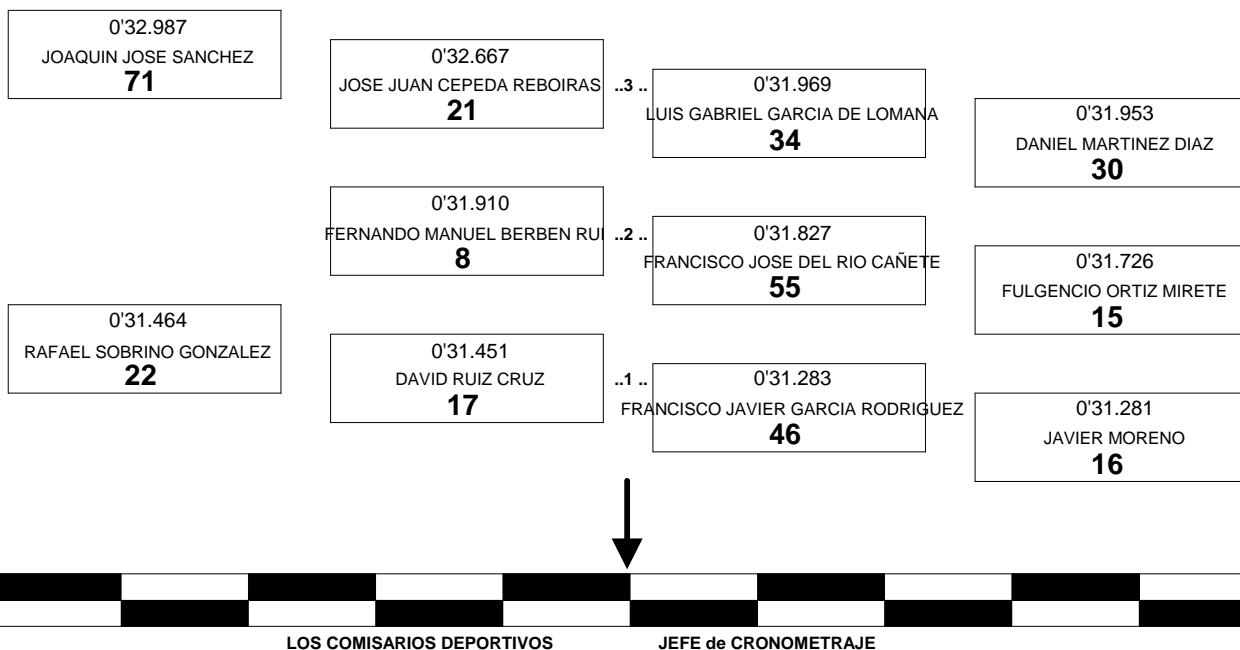 0'32.987
JOAQUIN JOSE SANCHEZ
71
0'32.667
JOSE JUAN CEPEDA REBOIRAS
21
..3 ..
0'31.969
LUIS GABRIEL GARCIA DE LOMANA
34
0'31.953
DANIEL MARTINEZ DIAZ
30
0'31.910
FERNANDO MANUEL BERBEN RUI
8
..2 ..
0'31.827
FRANCISCO JOSE DEL RIO CAÑETE
55
0'31.726
FULGENCIO ORTIZ MIRETE
15
0'31.464
RAFAEL SOBRINO GONZALEZ
22
0'31.451
DAVID RUIZ CRUZ
17
..1 ..
0'31.283
FRANCISCO JAVIER GARCIA RODRIGUEZ
46
0'31.281
JAVIER MORENO
16
LOS COMISARIOS DEPORTIVOS
JEFE de CRONOMETRAJE